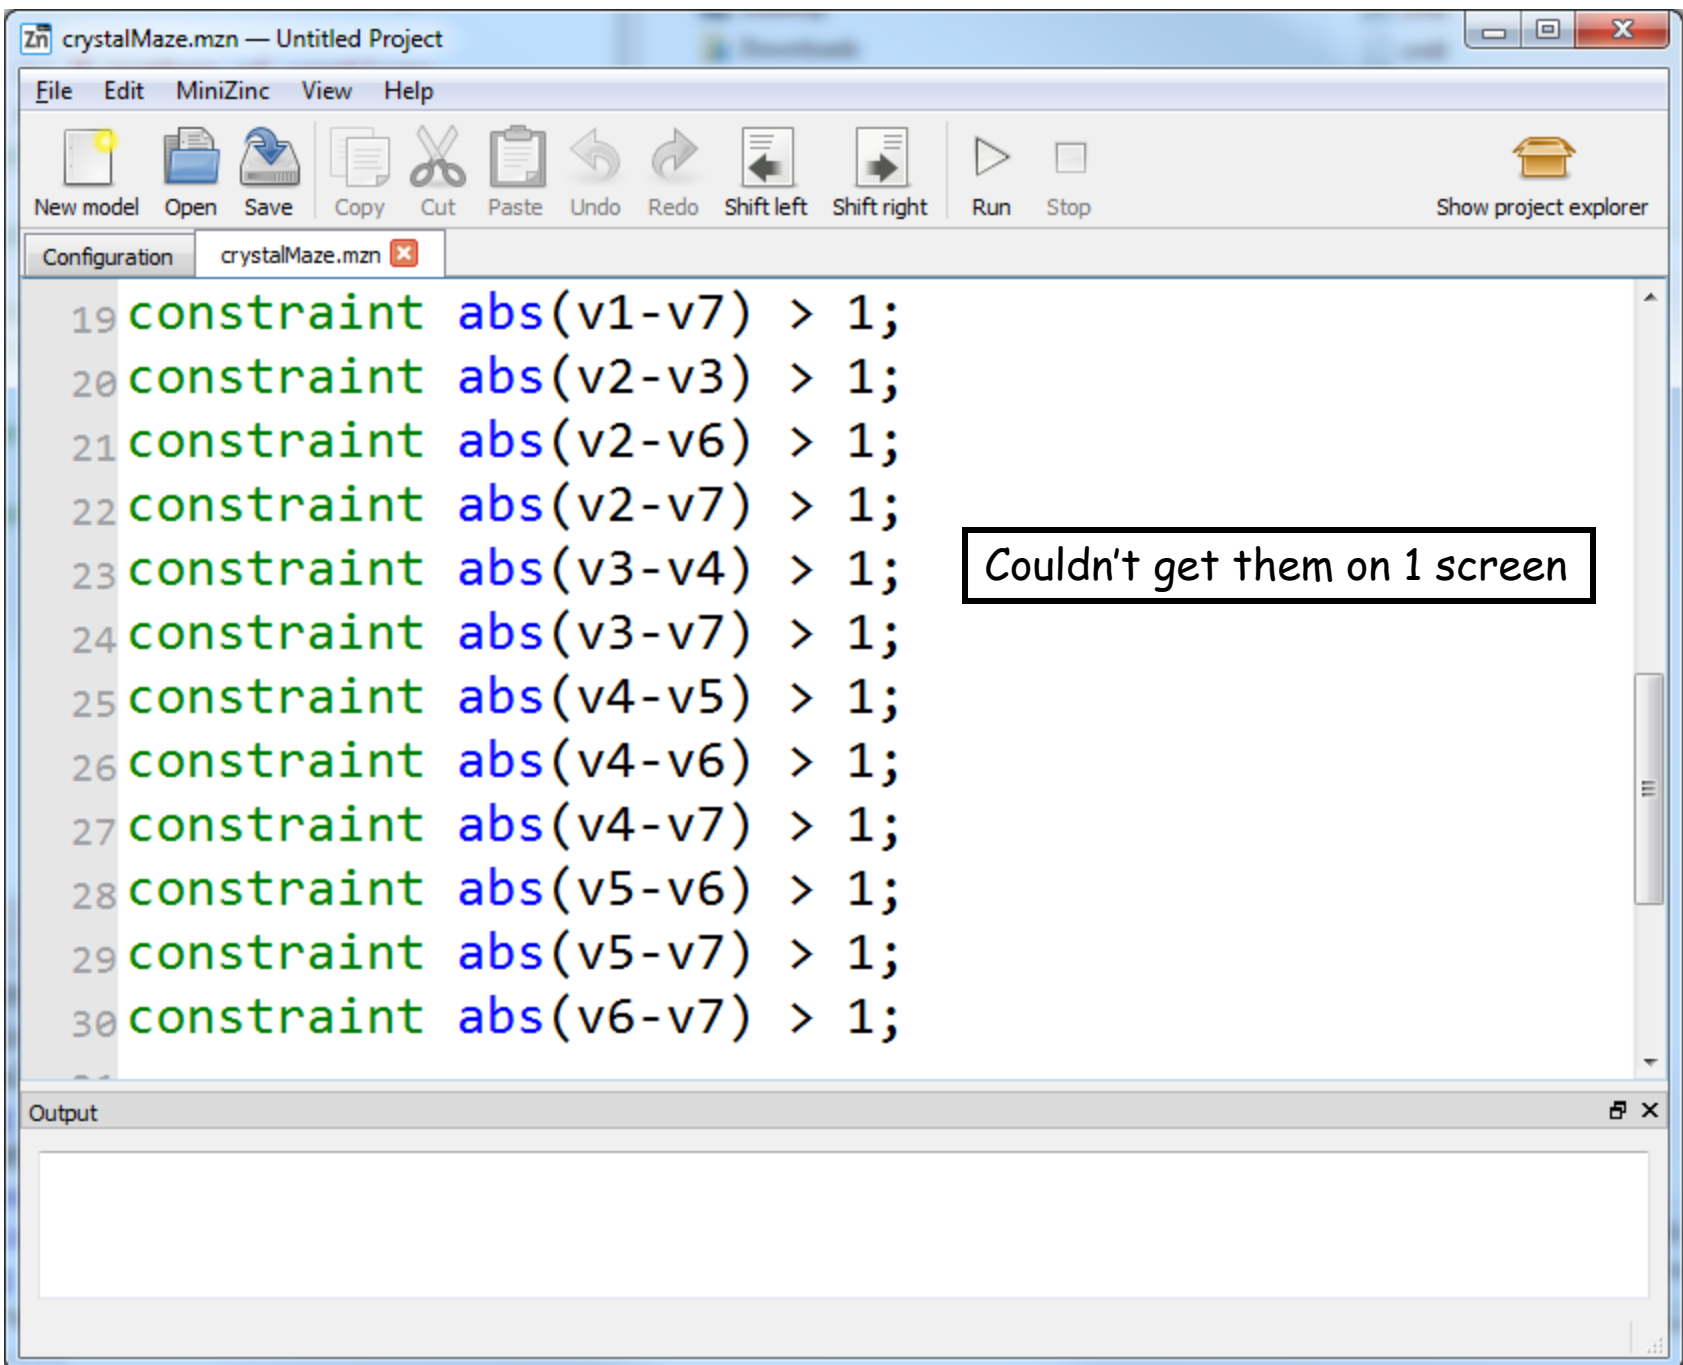 Zn crystalMaze.mzn — Untitled Project
File Edit MiniZinc View Help
New model Open Save Copy Cut Paste Undo Redo Shift left Shift right Run Stop Show project explorer
Configuration crystalMaze.mzn
19 constraint abs(v1-v7) > 1;
20 constraint abs(v2-v3) > 1;
21 constraint abs(v2-v6) > 1;
22 constraint abs(v2-v7) > 1;
23 constraint abs(v3-v4) > 1;
Couldn't get them on 1 screen
24 constraint abs(v3-v7) > 1;
25 constraint abs(v4-v5) > 1;
26 constraint abs(v4-v6) > 1;
27 constraint abs(v4-v7) > 1;
28 constraint abs(v5-v6) > 1;
29 constraint abs(v5-v7) > 1;
30 constraint abs(v6-v7) > 1;
Output